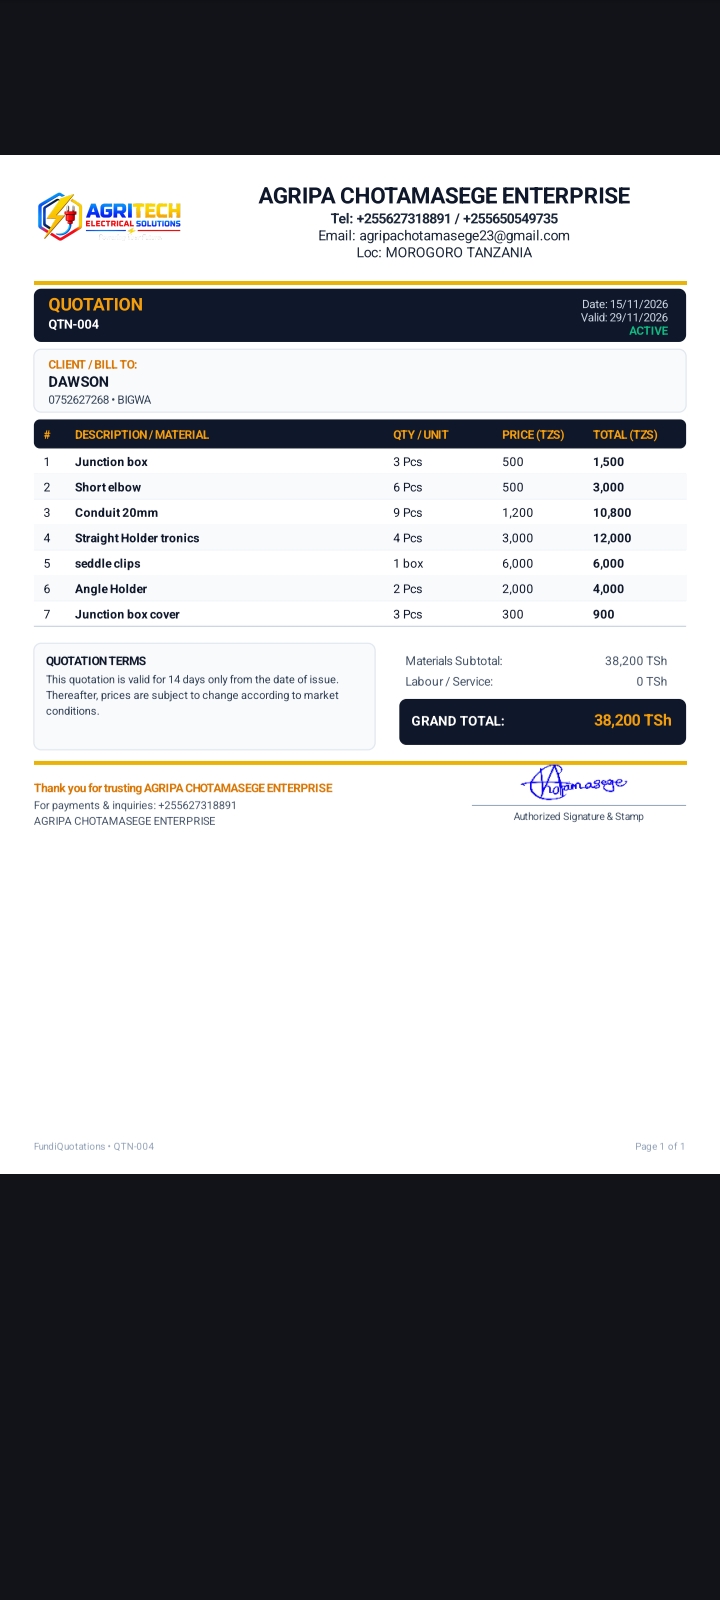 AGRITECH
ELECTRICAL SOLUTIONS
AGRIPA CHOTAMASEGE ENTERPRISE
Tel: +255627318891 / +255650549735
Email: agripachotamasege23@gmail.com
Loc: MOROGORO TANZANIA
QUOTATION
QTN-004
Date: 15/11/2026
Valid: 29/11/2026
ACTIVE
CLIENT / BILL TO:
DAWSON
0752627268 • BIGWA
# DESCRIPTION / MATERIAL QTY / UNIT PRICE (TZS) TOTAL (TZS)
1 Junction box 3 Pcs 500 1,500
2 Short elbow 6 Pcs 500 3,000
3 Conduit 20mm 9 Pcs 1,200 10,800
4 Straight Holder tronics 4 Pcs 3,000 12,000
5 seddle clips 1 box 6,000 6,000
6 Angle Holder 2 Pcs 2,000 4,000
7 Junction box cover 3 Pcs 300 900
QUOTATION TERMS
This quotation is valid for 14 days only from the date of issue.
Thereafter, prices are subject to change according to market
conditions.
Materials Subtotal: 38,200 TSh
Labour / Service: 0 TSh
GRAND TOTAL: 38,200 TSh
Thank you for trusting AGRIPA CHOTAMASEGE ENTERPRISE
For payments & inquiries: +255627318891
AGRIPA CHOTAMASEGE ENTERPRISE
Chotamasege
Authorized Signature & Stamp
FundiQuotations • QTN-004
Page 1 of 1